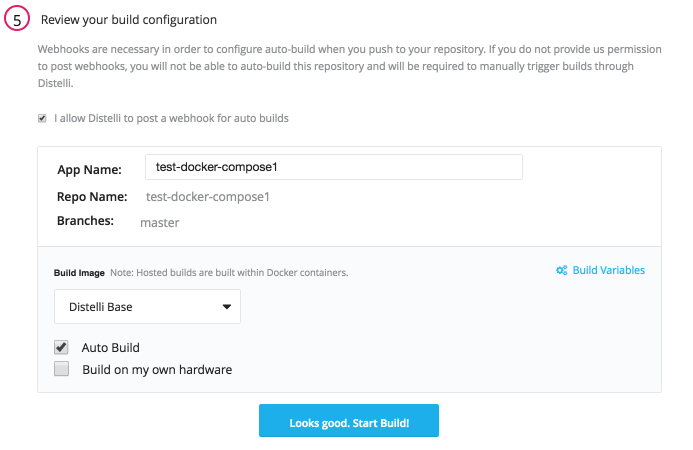 5 Review your build configuration
Webhooks are necessary in order to configure auto-build when you push to your repository. If you do not provide us permission
to post webhooks, you will not be able to auto-build this repository and will be required to manually trigger builds through
Distelli.
I allow Distelli to post a webhook for auto builds
App Name: test-docker-compose1
Repo Name: test-docker-compose1
Branches: master
Build Image Note: Hosted builds are built within Docker containers. Build Variables
Distelli Base
Auto Build
Build on my own hardware
Looks good. Start Build!